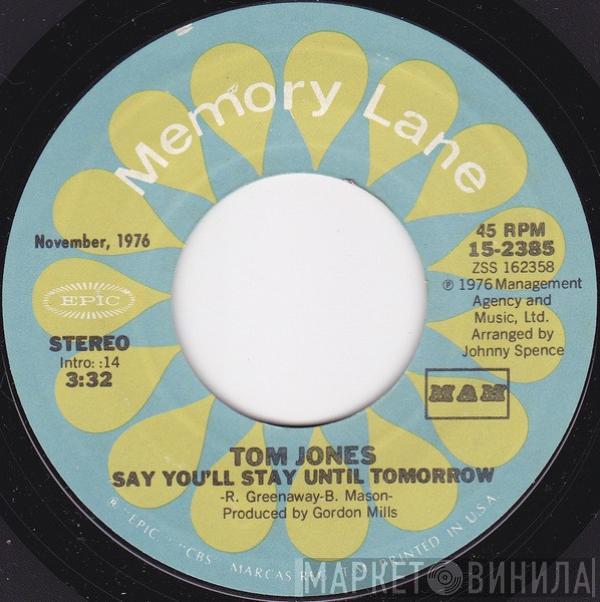 Memory Lane
November, 1976
EPIC
STEREO
Intro: :14
3:32
45 RPM
15-2385
ZSS 162358
℗ 1976 Management
Agency and
Music, Ltd.
Arranged by
Johnny Spence
MAM
TOM JONES
SAY YOU'LL STAY UNTIL TOMORROW
-R. Greenaway-B. Mason-
Produced by Gordon Mills
"EPIC," "CBS" MARCAS REG. PRINTED IN U.S.A.
МАРКЕТ ВИНИЛА